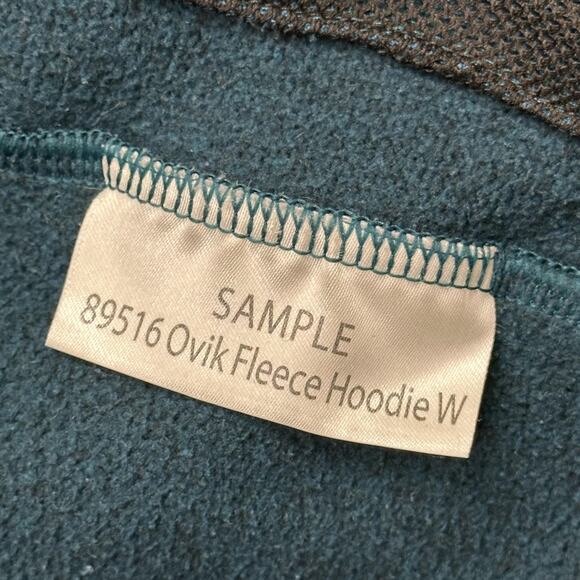 SAMPLE
89516 Ovik Fleece Hoodie W